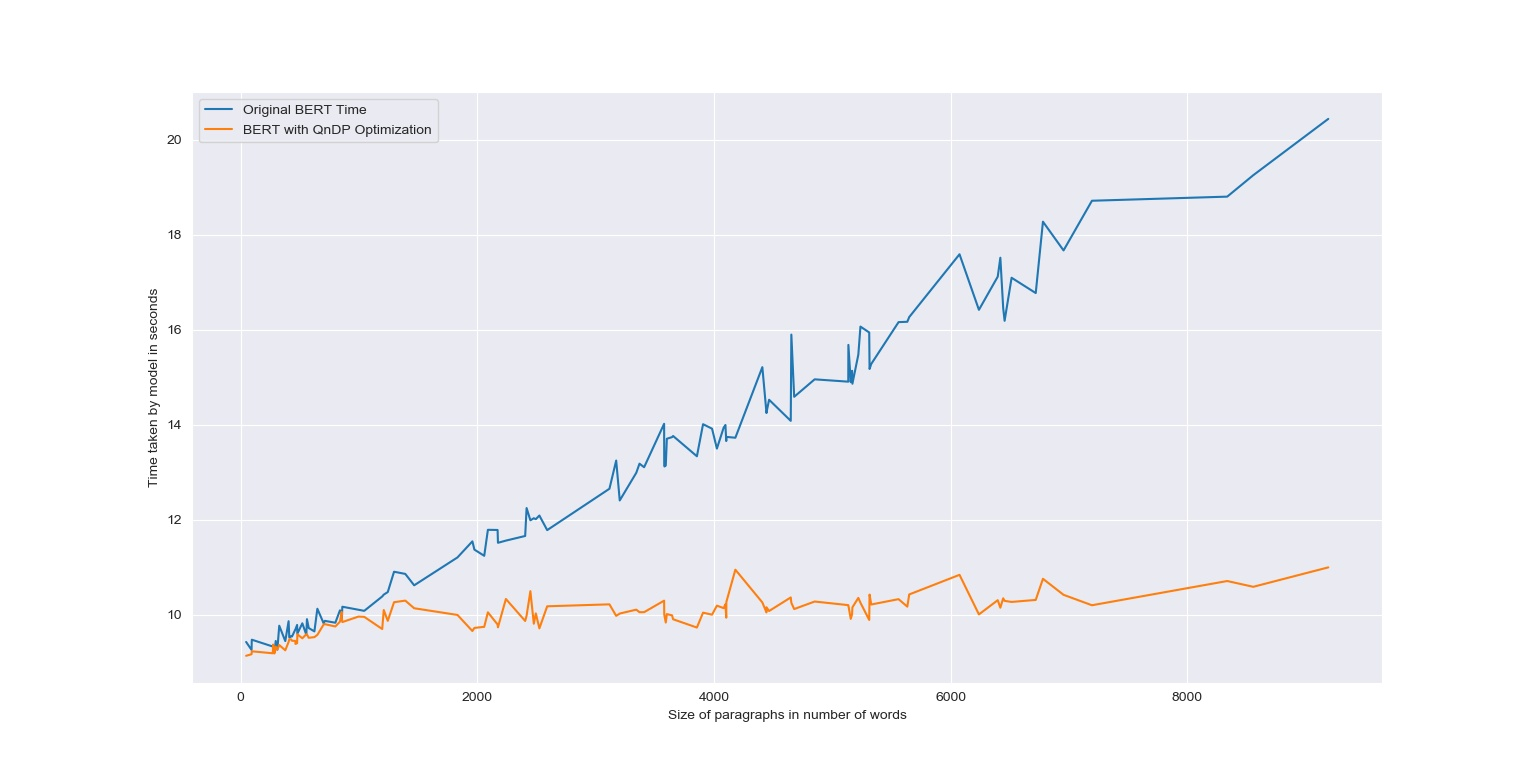 Original BERT Time
BERT with QnDP Optimization
20
18
16
14
12
10
Time taken by model in seconds
0 2000 4000 6000 8000
Size of paragraphs in number of words